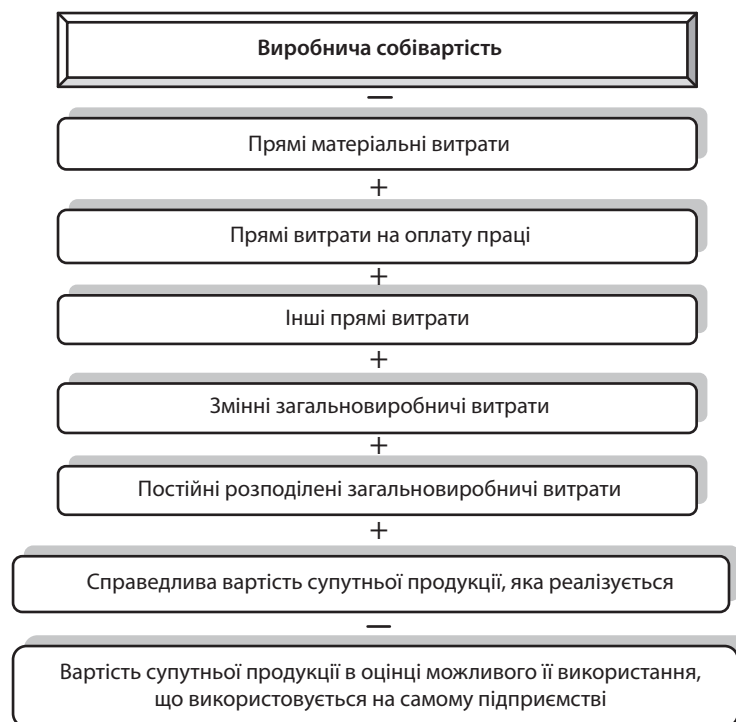 Виробнича собівартість
—
Прямі матеріальні витрати
+
Прямі витрати на оплату праці
+
Інші прямі витрати
+
Змінні загальновиробничі витрати
+
Постійні розподілені загальновиробничі витрати
+
Справедлива вартість супутньої продукції, яка реалізується
—
Вартість супутньої продукції в оцінці можливого її використання,
що використовується на самому підприємстві